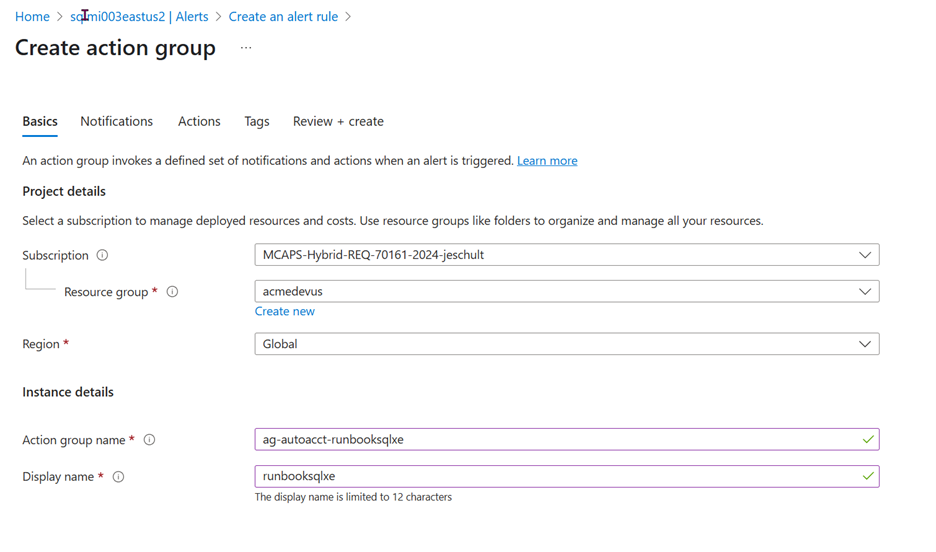 Home > sqlmi003eastus2 | Alerts > Create an alert rule >
Create action group ...
Basics Notifications Actions Tags Review + create
An action group invokes a defined set of notifications and actions when an alert is triggered. Learn more
Project details
Select a subscription to manage deployed resources and costs. Use resource groups like folders to organize and manage all your resources.
Subscription MCAPS-Hybrid-REQ-70161-2024-jeschult
Resource group * acmedevus
Create new
Region * Global
Instance details
Action group name * ag-autoacct-runbooksqlxe
Display name * runbooksqlxe
The display name is limited to 12 characters